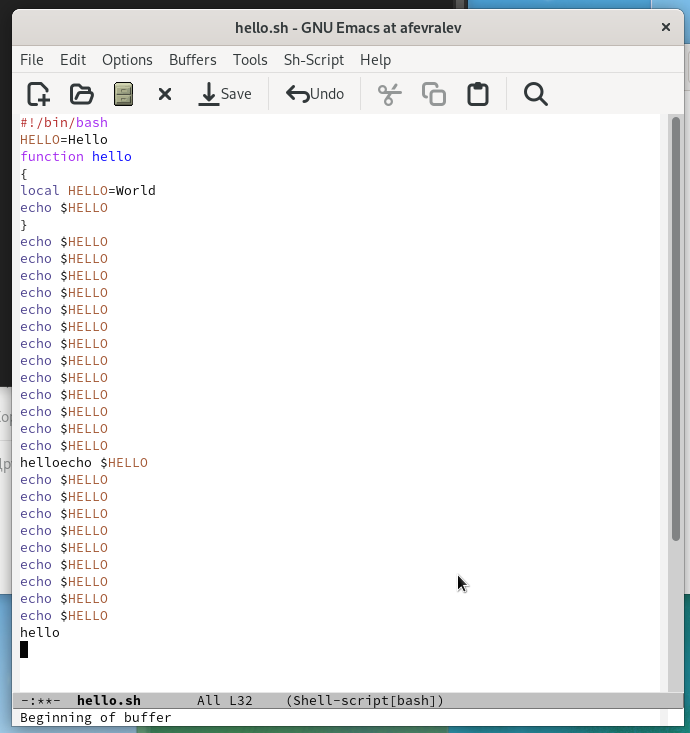 hello.sh - GNU Emacs at afevralev
File Edit Options Buffers Tools Sh-Script Help
Save Undo
#!/bin/bash
HELLO=Hello
function hello
{
local HELLO=World
echo $HELLO
}
echo $HELLO
echo $HELLO
echo $HELLO
echo $HELLO
echo $HELLO
echo $HELLO
echo $HELLO
echo $HELLO
echo $HELLO
echo $HELLO
echo $HELLO
echo $HELLO
echo $HELLO
helloecho $HELLO
echo $HELLO
echo $HELLO
echo $HELLO
echo $HELLO
echo $HELLO
echo $HELLO
echo $HELLO
echo $HELLO
echo $HELLO
hello
-:**- hello.sh All L32 (Shell-script[bash])
Beginning of buffer